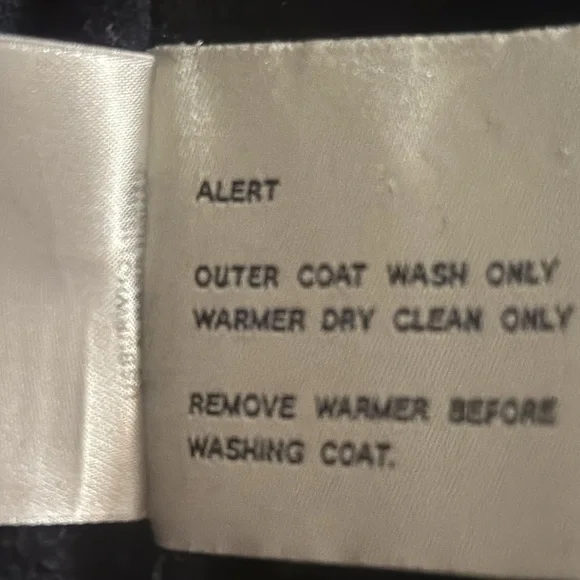 ALERT
OUTER COAT WASH ONLY
WARMER DRY CLEAN ONLY
REMOVE WARMER BEFORE
WASHING COAT.